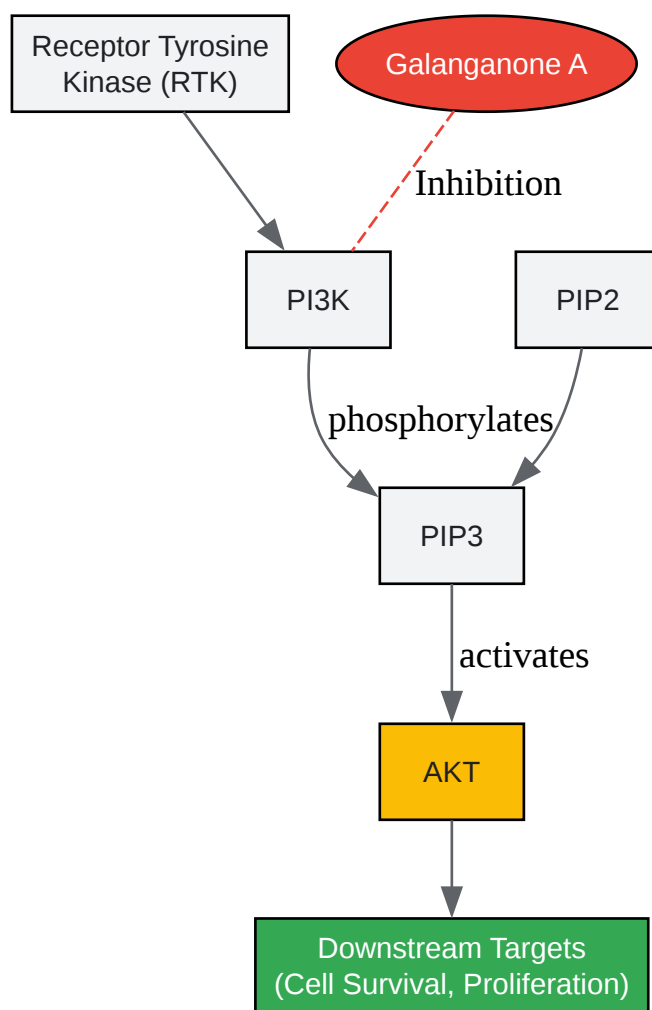 Receptor Tyrosine
Kinase (RTK)
Galanganone A
Inhibition
PI3K
PIP2
phosphorylates
PIP3
activates
AKT
Downstream Targets
(Cell Survival, Proliferation)